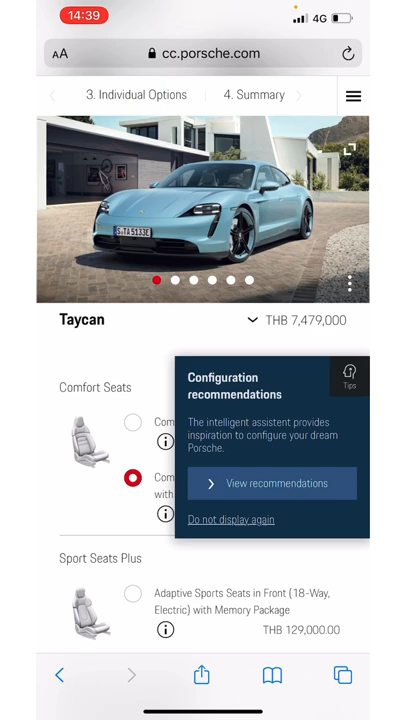 14:39
4G
AA
cc.porsche.com
3. Individual Options
4. Summary
S·TA 5133E
Taycan
THB 7,479,000
Configuration
recommendations
Tips
The intelligent assistent provides
inspiration to configure your dream
Porsche.
View recommendations
Do not display again
Comfort Seats
Com
Com
with
Sport Seats Plus
Adaptive Sports Seats in Front (18-Way,
Electric) with Memory Package
THB 129,000.00